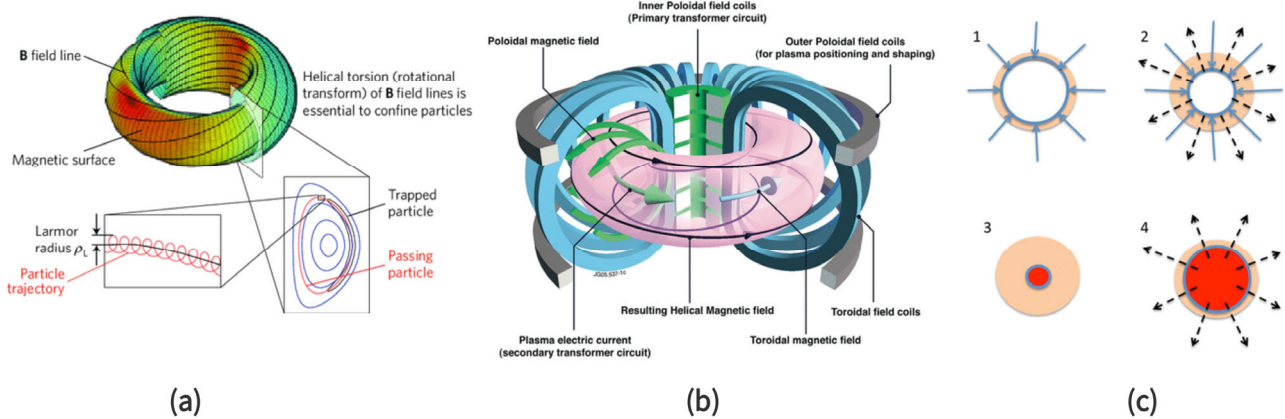 B field line
Helical torsion (rotational
transform) of B field lines is
essential to confine particles
Magnetic surface
Larmor
radius ρL
Particle
trajectory
Trapped
particle
Passing
particle
(a)
Inner Poloidal field coils
(Primary transformer circuit)
Poloidal magnetic field
Outer Poloidal field coils
(for plasma positioning and shaping)
JG05.537-1c
Resulting Helical Magnetic field
Toroidal field coils
Plasma electric current
(secondary transformer circuit)
Toroidal magnetic field
(b)
1
2
3
4
(c)